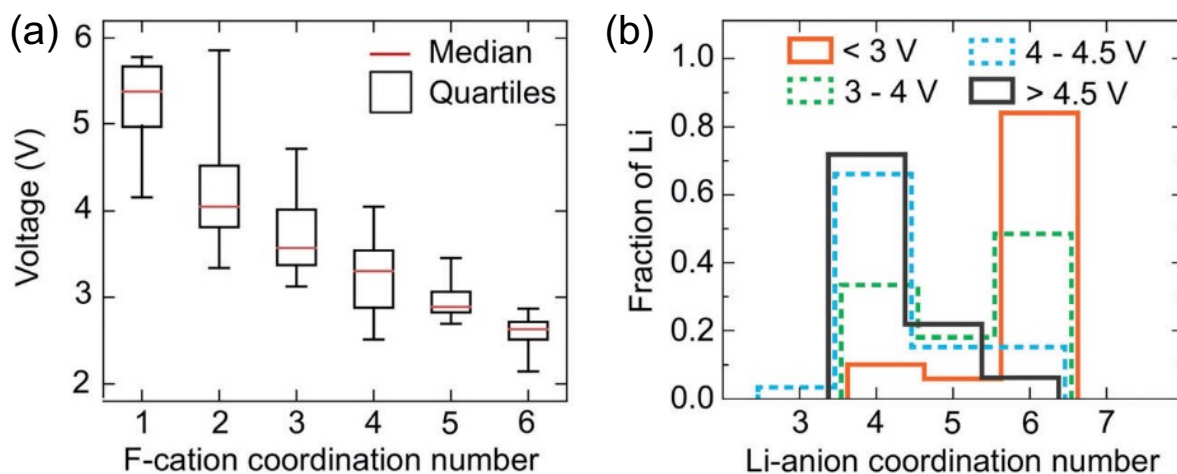 (a)
Voltage (V)
6
5
4
3
2
Median
Quartiles
1 2 3 4 5 6
F-cation coordination number
(b)
Fraction of Li
1.0
0.8
0.6
0.4
0.2
0.0
< 3 V
4 - 4.5 V
3 - 4 V
> 4.5 V
3 4 5 6 7
Li-anion coordination number